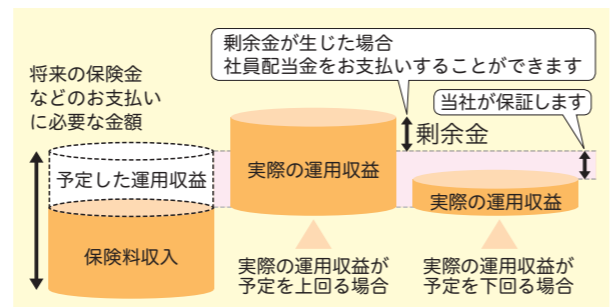 将来の保険金
などのお支払い
に必要な金額
予定した運用収益
保険料収入
剰余金が生じた場合
社員配当金をお支払いすることができます
当社が保証します
剰余金
実際の運用収益
実際の運用収益が
予定を上回る場合
実際の運用収益
実際の運用収益が
予定を下回る場合